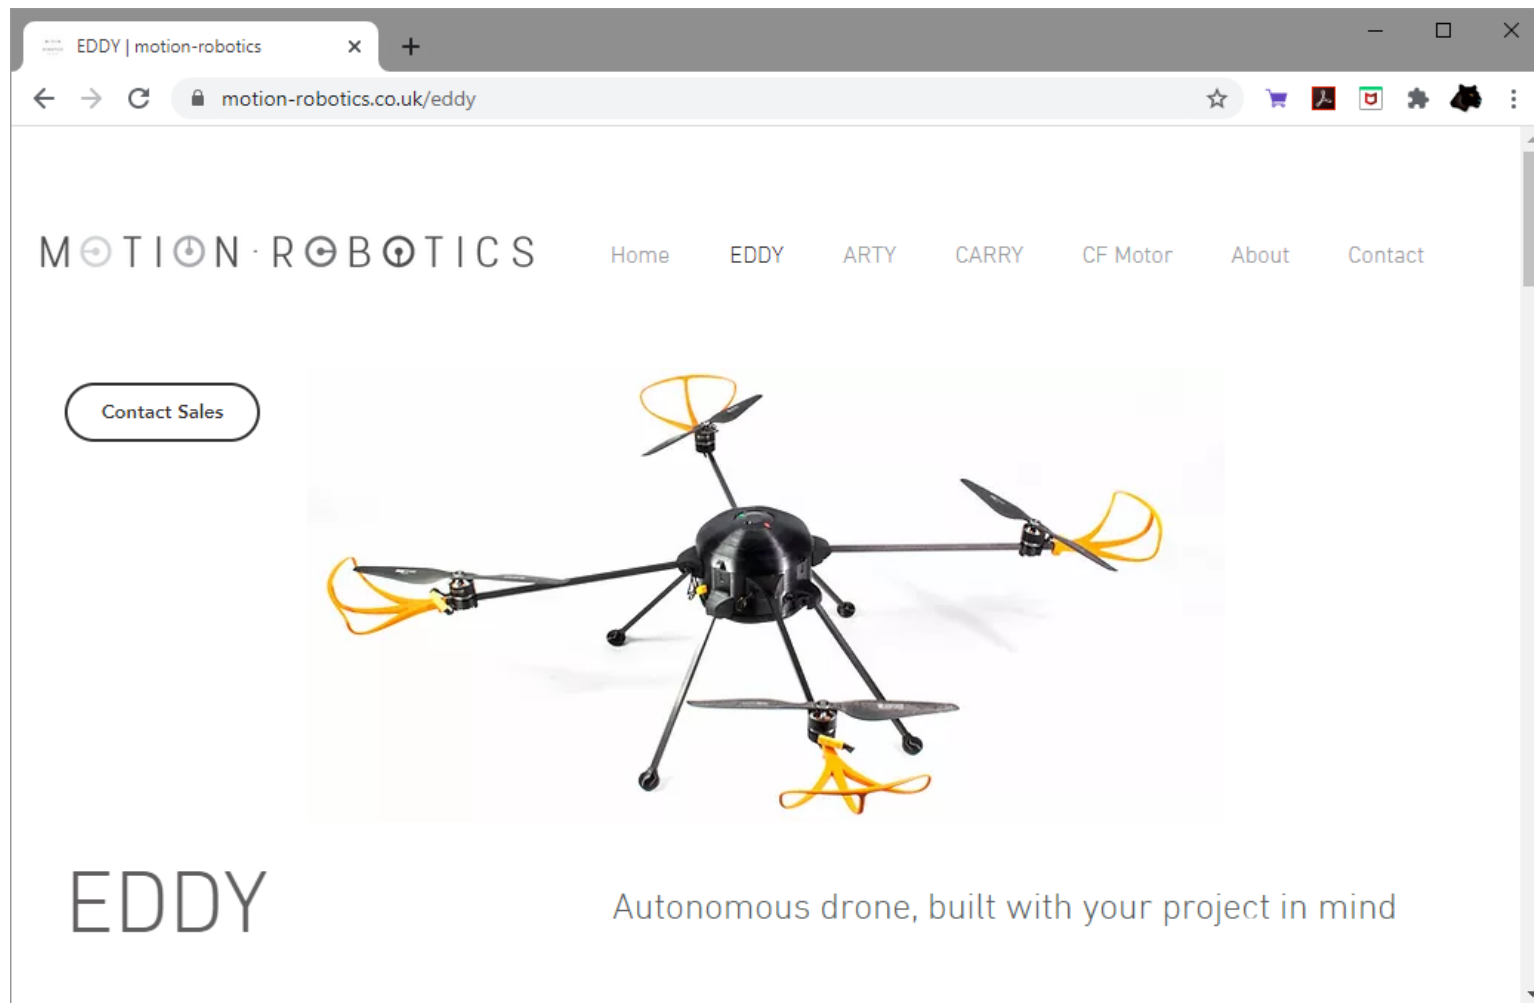 EDDY | motion-robotics
motion-robotics.co.uk/eddy
MOTION·ROBOTICS
Home EDDY ARTY CARRY CF Motor About Contact
Contact Sales
EDDY
Autonomous drone, built with your project in mind